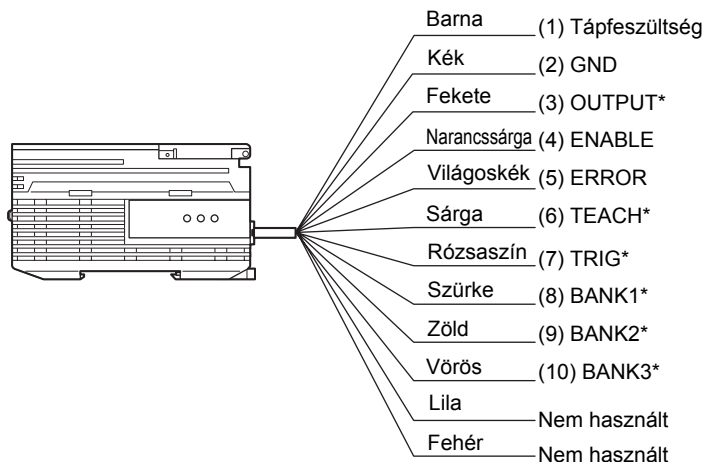 Barna (1) Tápfeszültség
Kék (2) GND
Fekete (3) OUTPUT*
Narancssárga (4) ENABLE
Világoskék (5) ERROR
Sárga (6) TEACH*
Rózsaszín (7) TRIG*
Szürke (8) BANK1*
Zöld (9) BANK2*
Vörös (10) BANK3*
Lila Nem használt
Fehér Nem használt